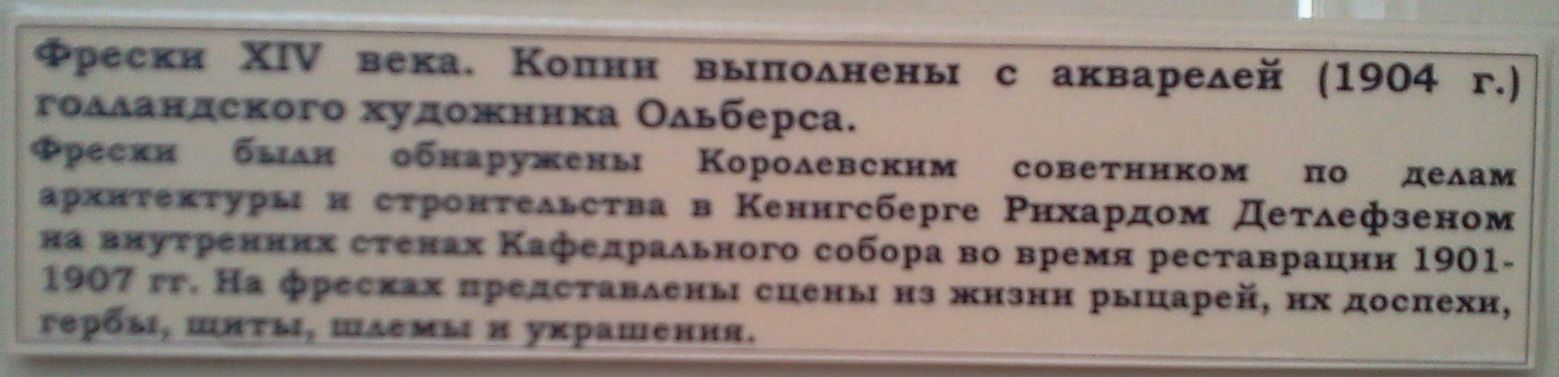 Фрески XIV века. Копии выполнены с акварелей (1904 г.)
голландского художника Ольберса.
Фрески были обнаружены Королевским советником по делам
архитектуры и строительства в Кенигсберге Рихардом Детлефзеном
на внутренних стенах Кафедрального собора во время реставрации 1901-
1907 гг. На фресках представлены сцены из жизни рыцарей, их доспехи,
гербы, щиты, шлемы и украшения.